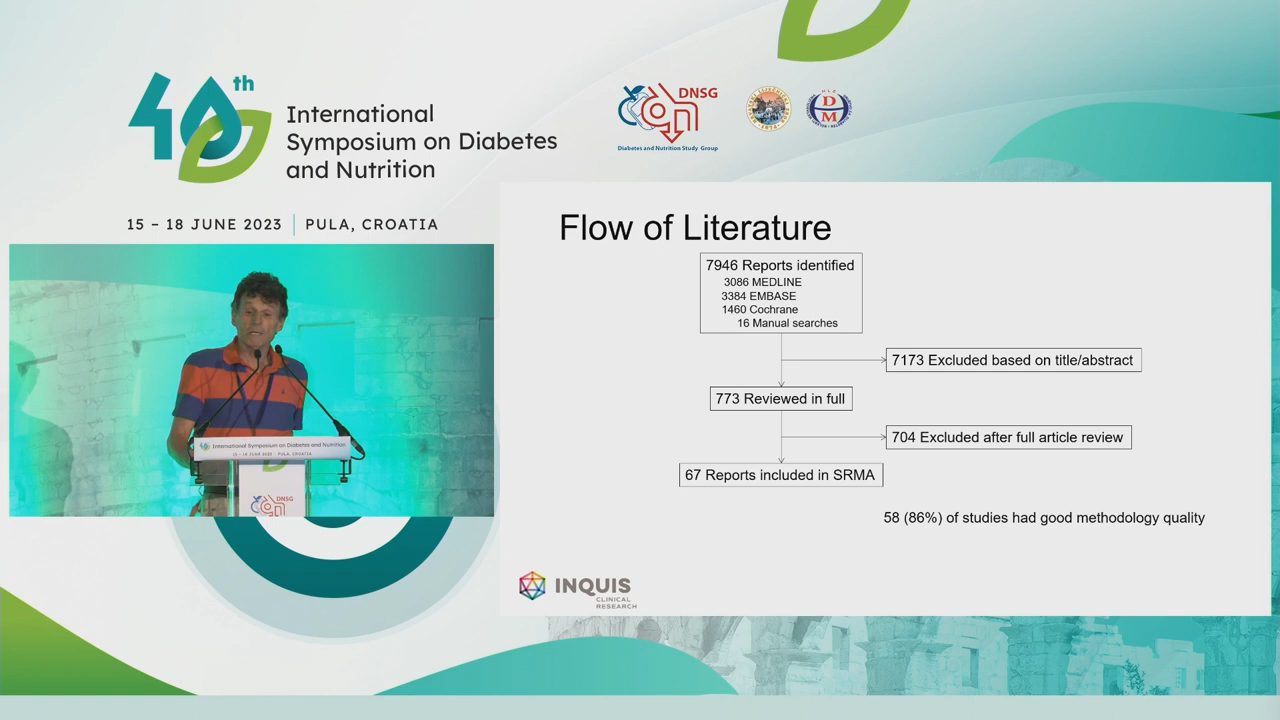 40th
International
Symposium on Diabetes
and Nutrition
15 – 18 JUNE 2023 | PULA, CROATIA
DNSG
Diabetes and Nutrition Study Group
DM
Flow of Literature
7946 Reports identified
3086 MEDLINE
3384 EMBASE
1460 Cochrane
16 Manual searches
7173 Excluded based on title/abstract
773 Reviewed in full
704 Excluded after full article review
67 Reports included in SRMA
58 (86%) of studies had good methodology quality
INQUIS
CLINICAL
RESEARCH
International Symposium on Diabetes and Nutrition
15 – 18 JUNE 2023 | PULA, CROATIA
DNSG